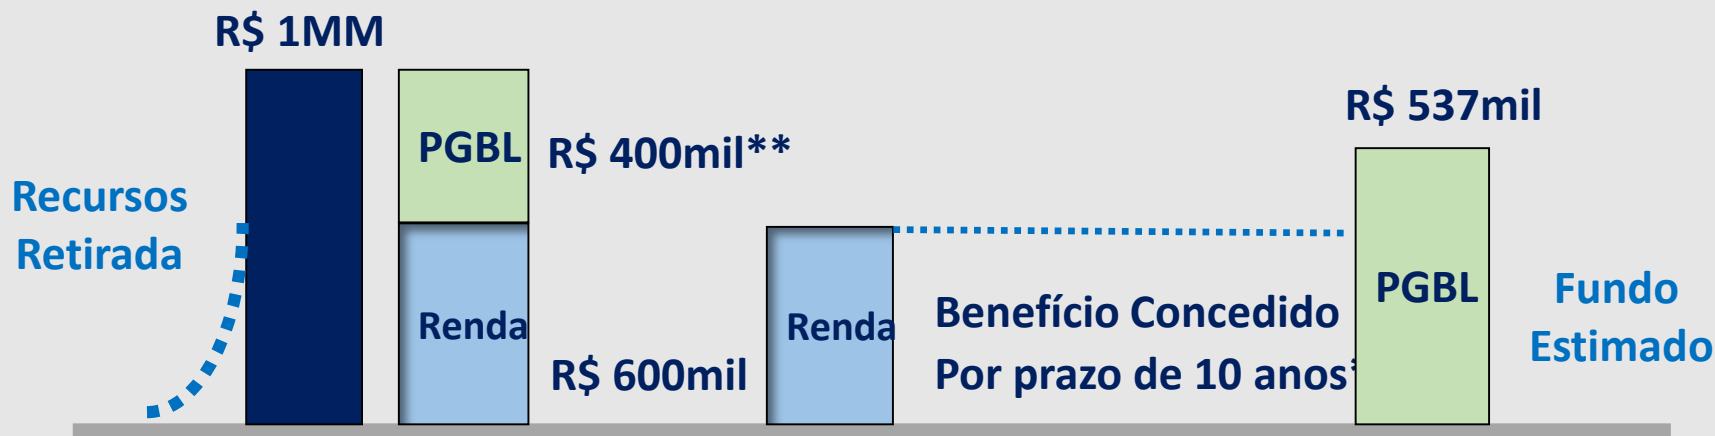 R$ 1MM
PGBL
R$ 400mil**
Recursos
Retirada
Renda
R$ 600mil
Renda
Benefício Concedido
Por prazo de 10 anos*
R$ 537mil
PGBL
Fundo
Estimado